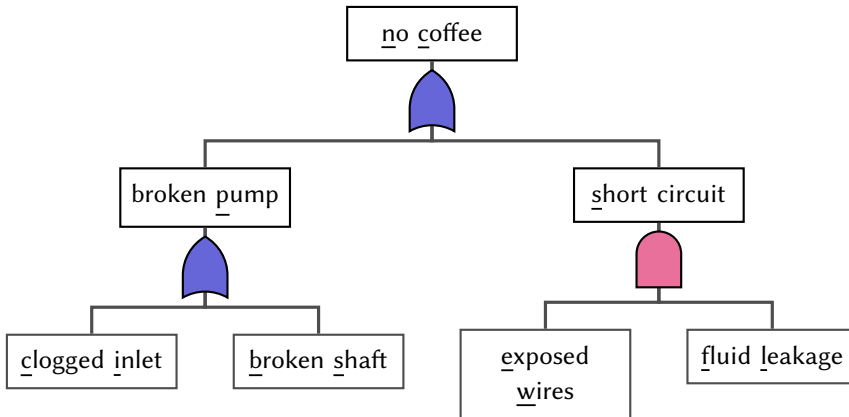 no coffee
broken pump
short circuit
clogged inlet
broken shaft
exposed
wires
fluid leakage